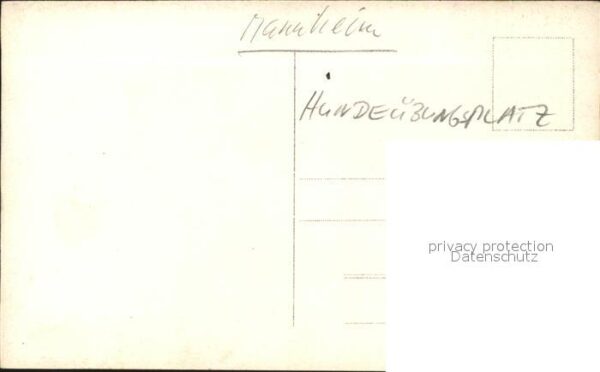 Mannheim
HUNDEÜBUNGSPLATZ
privacy protection
Datenschutz